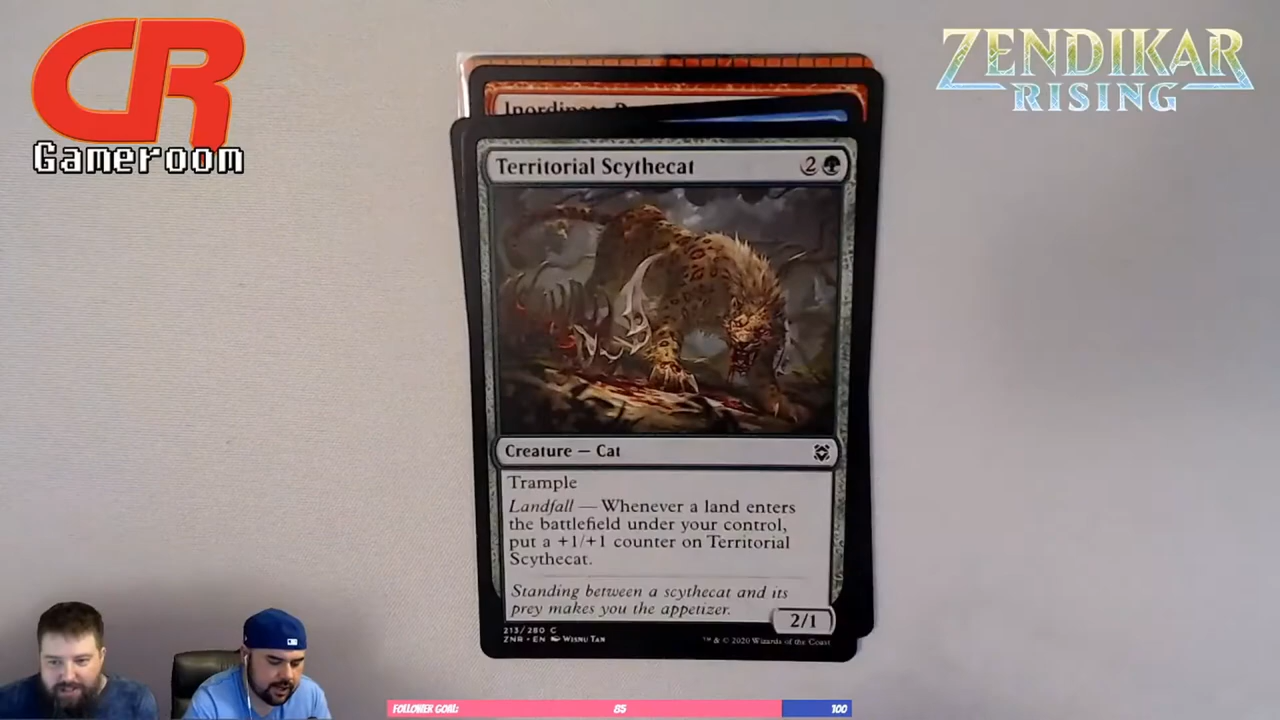 CR
Gameroom
ZENDIKAR
RISING
Territorial Scythecat
2
Creature — Cat
Trample
Landfall — Whenever a land enters
the battlefield under your control,
put a +1/+1 counter on Territorial
Scythecat.
Standing between a scythecat and its
prey makes you the appetizer.
2/1
213/280 C
ZNR • EN Wisnu Tan
™ & © 2020 Wizards of the Coast
FOLLOWER GOAL:
85
100